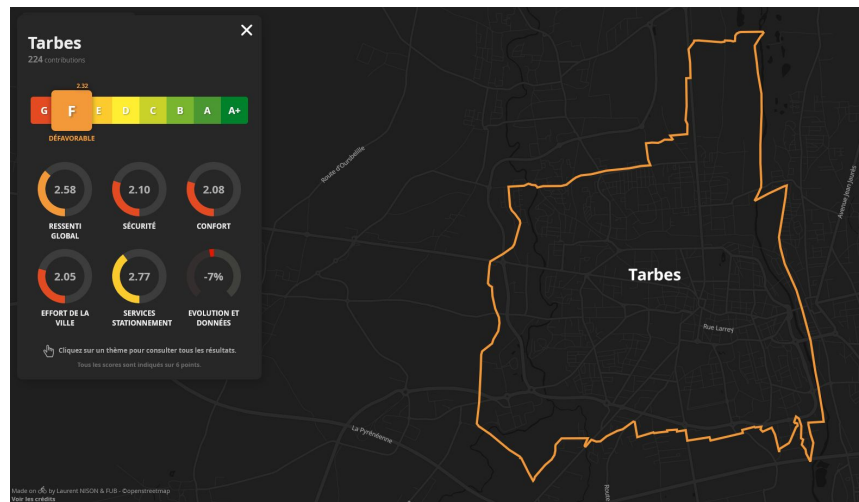 Tarbes
224 contributions
2.32
G F E D C B A A+
DÉFAVORABLE
2.58 2.10 2.08
RESSENTI
GLOBAL
SÉCURITÉ
CONFORT
2.05 2.77 -7%
EFFORT DE LA
VILLE
SERVICES
STATIONNEMENT
EVOLUTION ET
DONNÉES
Cliquez sur un thème pour consulter tous les résultats.
Tous les scores sont indiqués sur 6 points.
Route d'Oursbelille
Avenue Jean Jaurès
Tarbes
Rue Larrey
La Pyrénéenne
Route
Made on
by Laurent NISON & FUB - ©openstreetmap
Voir les crédits